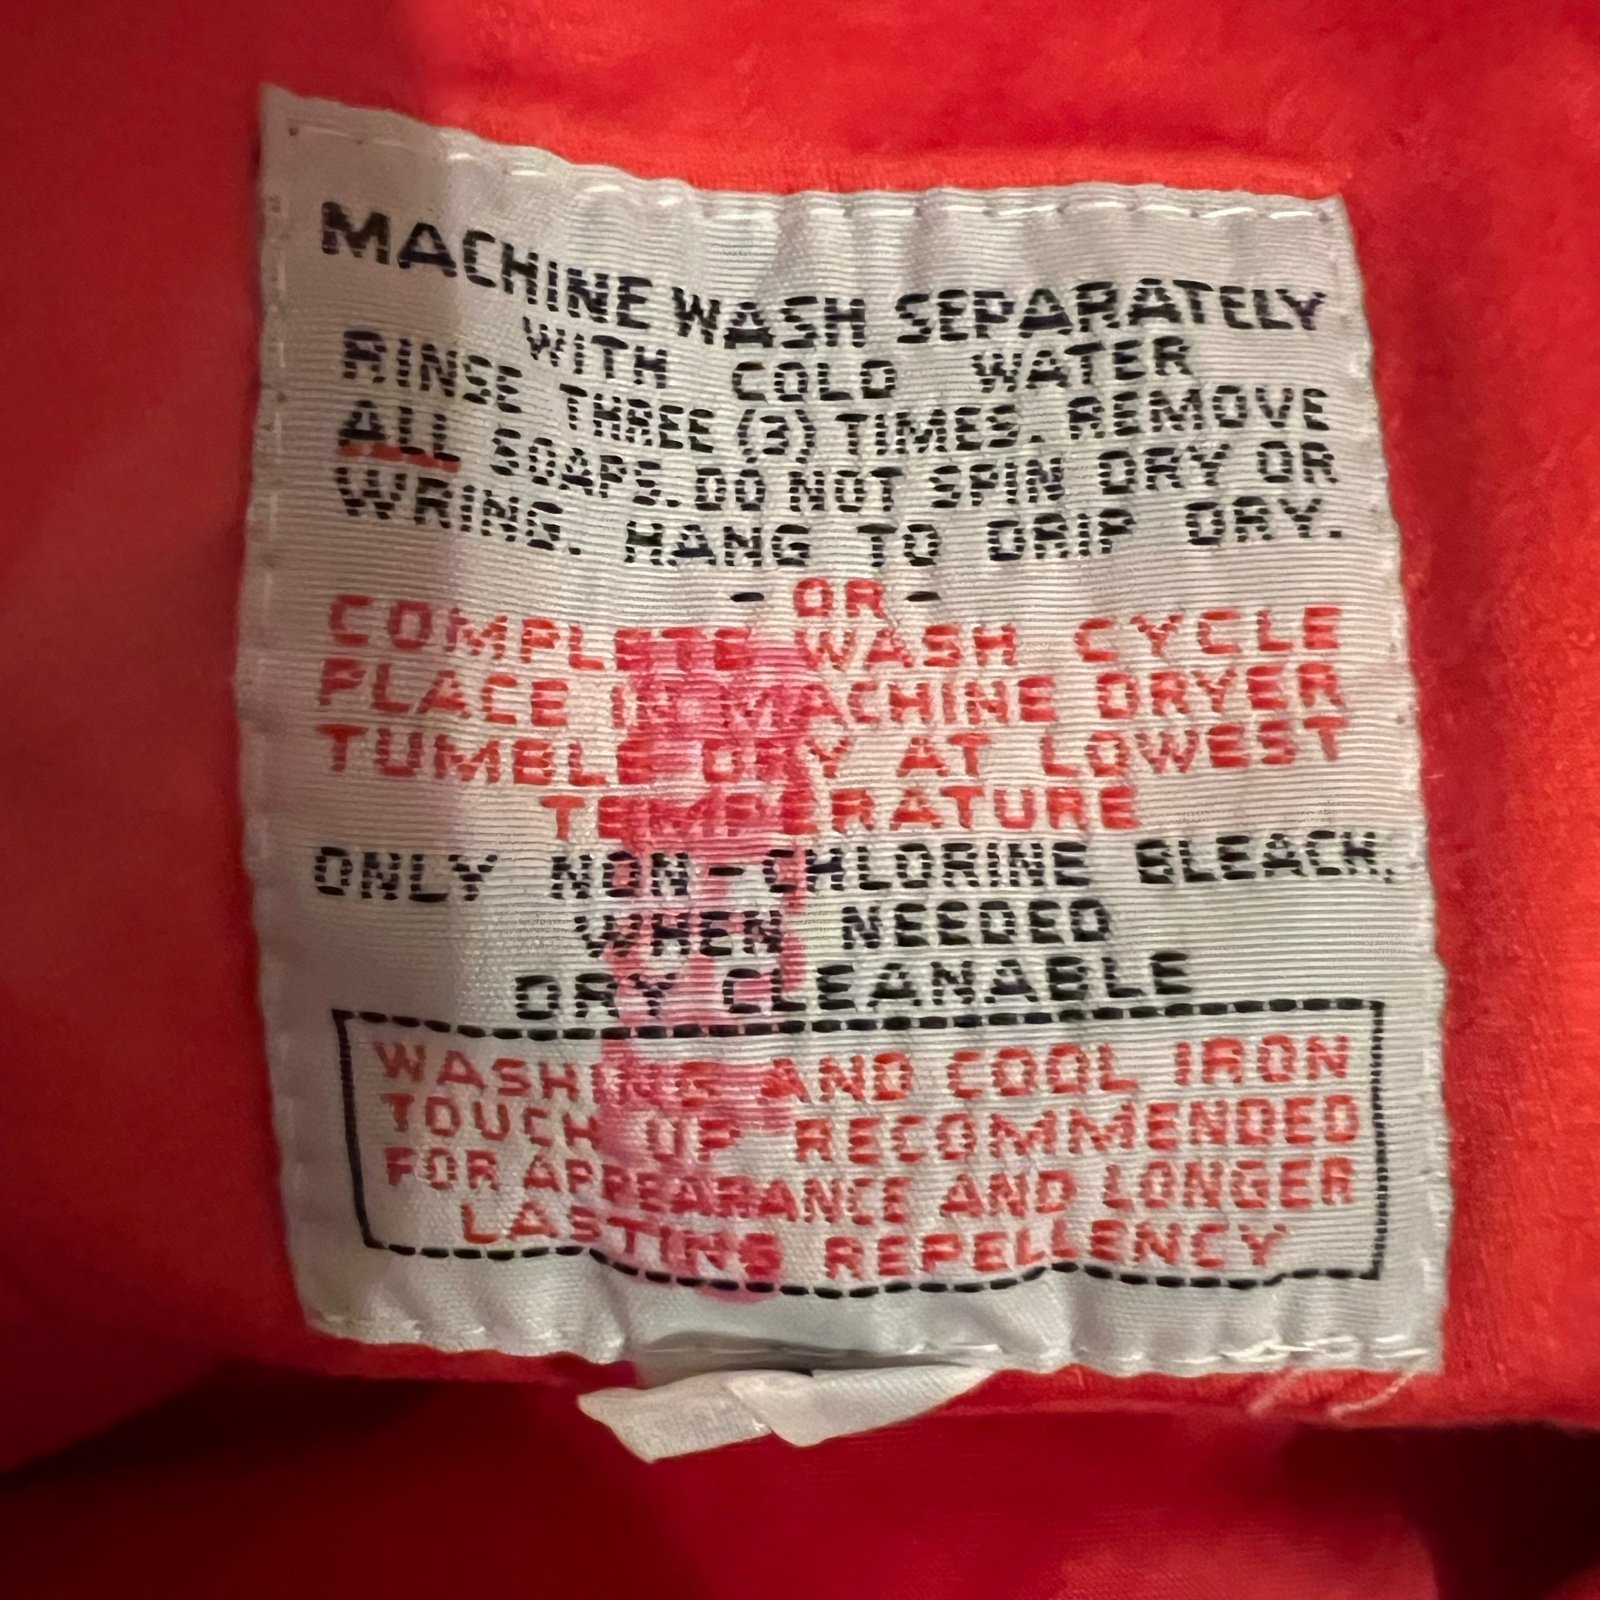 MACHINE WASH SEPARATELY
WITH COLD WATER
RINSE THREE (3) TIMES. REMOVE
ALL SOAPS. DO NOT SPIN DRY OR
WRING. HANG TO DRIP DRY.
- OR -
COMPLETE WASH CYCLE
PLACE IN MACHINE DRYER
TUMBLE DRY AT LOWEST
TEMPERATURE
ONLY NON-CHLORINE BLEACH,
WHEN NEEDED
DRY CLEANABLE
WASHING AND COOL IRON
TOUCH UP RECOMMENDED
FOR APPEARANCE AND LONGER
LASTING REPELLENCY